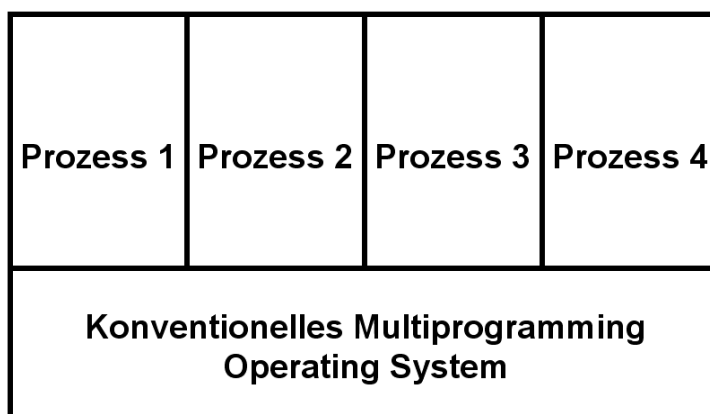 Prozess 1 Prozess 2 Prozess 3 Prozess 4
Konventionelles Multiprogramming
Operating System